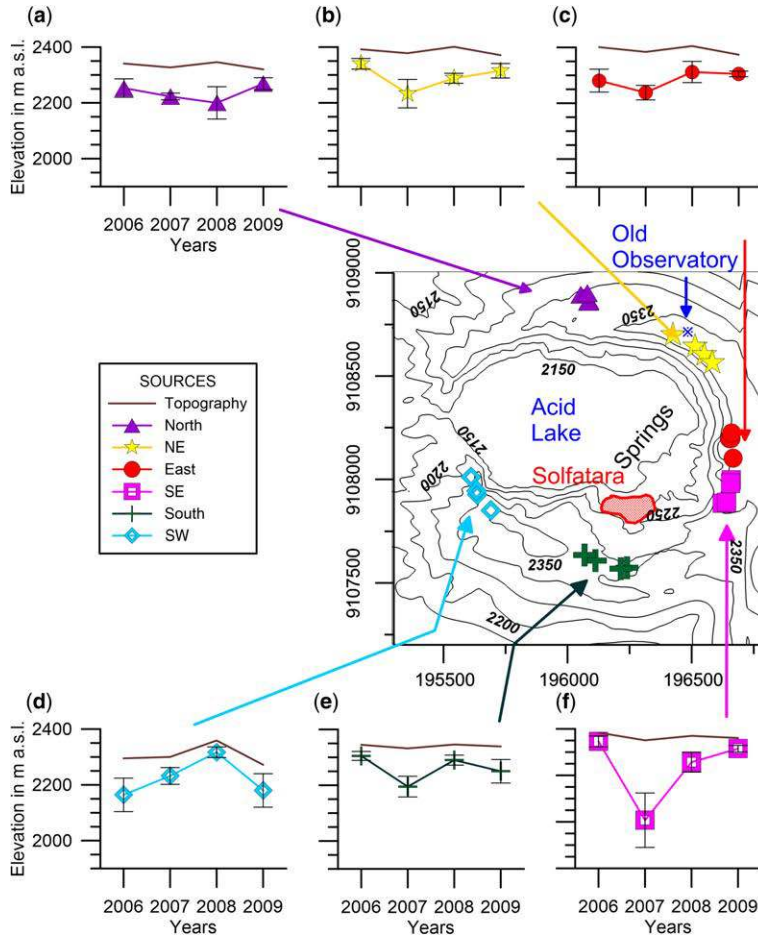 (a)
(b)
(c)
Elevation in m a.s.l.
2400
2200
2000
2006 2007 2008 2009
Years
Old
Observatory
9109000
9108500
9108000
9107500
2150
2350
2150
Acid
Lake
Springs
Solfatara
2150
2200
2250
2350
2350
2200
195500 196000 196500
SOURCES
Topography
North
NE
East
SE
South
SW
(d)
(e)
(f)
Elevation in m a.s.l.
2400
2200
2000
2006 2007 2008 2009
Years
2006 2007 2008 2009
Years
2006 2007 2008 2009
Years